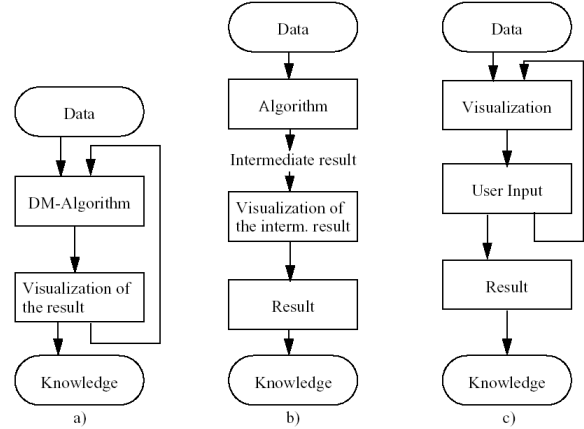 Data
DM-Algorithm
Visualization of
the result
Knowledge
a)
Data
Algorithm
Intermediate result
Visualization of
the interm. result
Result
Knowledge
b)
Data
Visualization
User Input
Result
Knowledge
c)